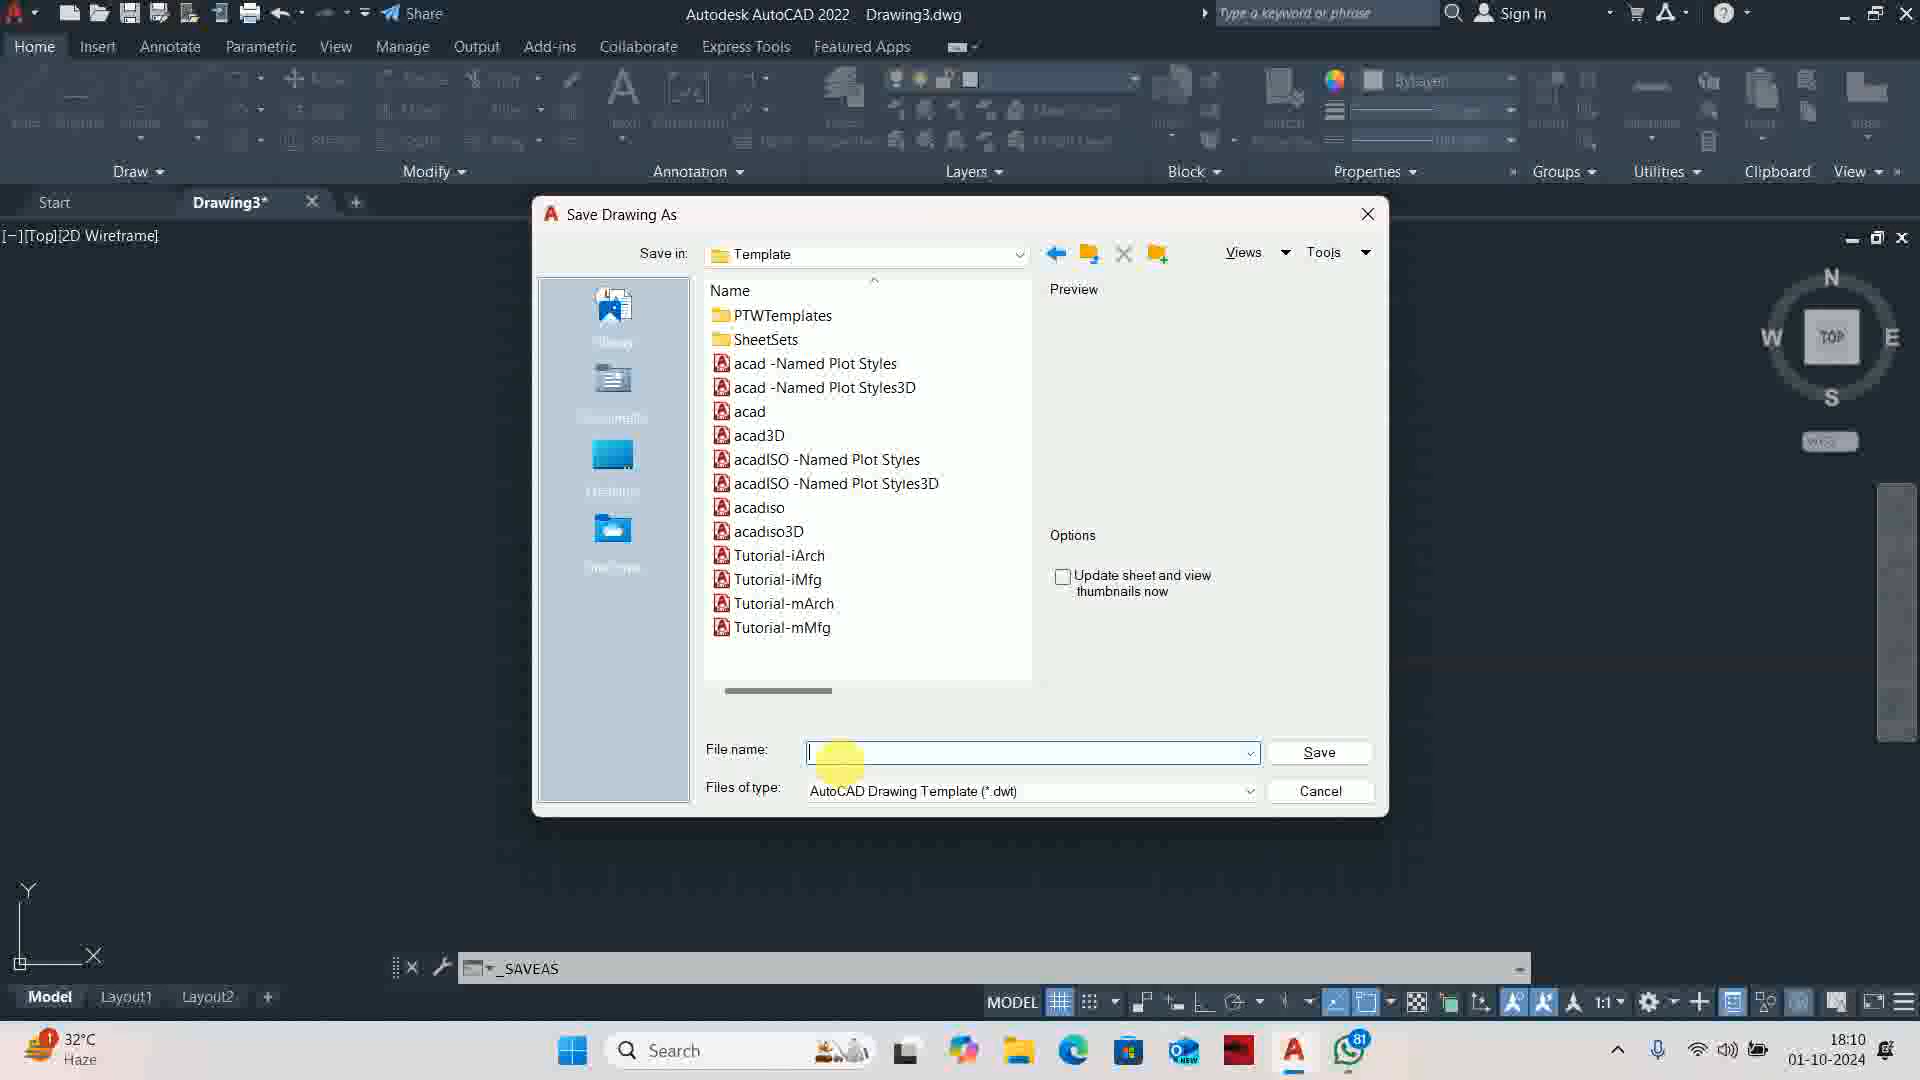 Share
Autodesk AutoCAD 2022 Drawing3.dwg
Type a keyword or phrase
Sign In
Home Insert Annotate Parametric View Manage Output Add-ins Collaborate Express Tools Featured Apps
ByLayer
Draw Modify Annotation Layers Block Properties Groups Utilities Clipboard View
Start Drawing3*
[−][Top][2D Wireframe]
Save Drawing As
Save in: Template
Views Tools
Name
Preview
PTWTemplates
SheetSets
acad -Named Plot Styles
acad -Named Plot Styles3D
acad
acad3D
acadISO -Named Plot Styles
acadISO -Named Plot Styles3D
acadiso
acadiso3D
Tutorial-iArch
Tutorial-iMfg
Tutorial-mArch
Tutorial-mMfg
Options
Update sheet and view
thumbnails now
File name:
Save
Files of type: AutoCAD Drawing Template (*.dwt)
Cancel
N
W TOP E
S
WCS
Y
X
_SAVEAS
Model Layout1 Layout2
MODEL
1:1
1
32°C
Haze
Search
NEW
81
18:10
01-10-2024